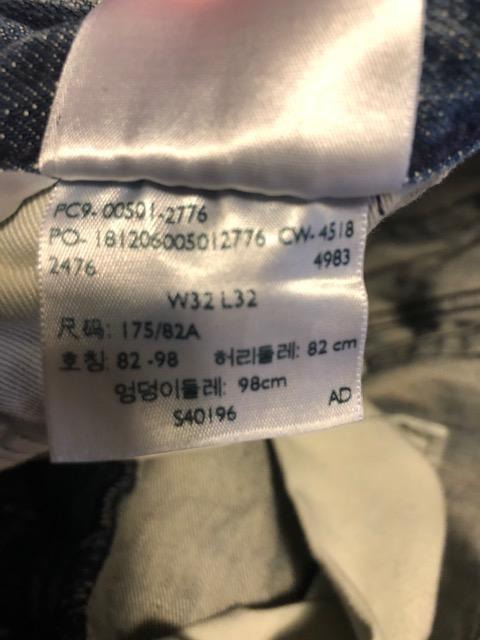 PC9- 00501-2776
PO- 181206005012776 CW- 4518
2476 4983
W32 L32
尺码: 175/82A
호칭: 82 -98 허리둘레: 82 cm
엉덩이둘레: 98cm
S40196 AD